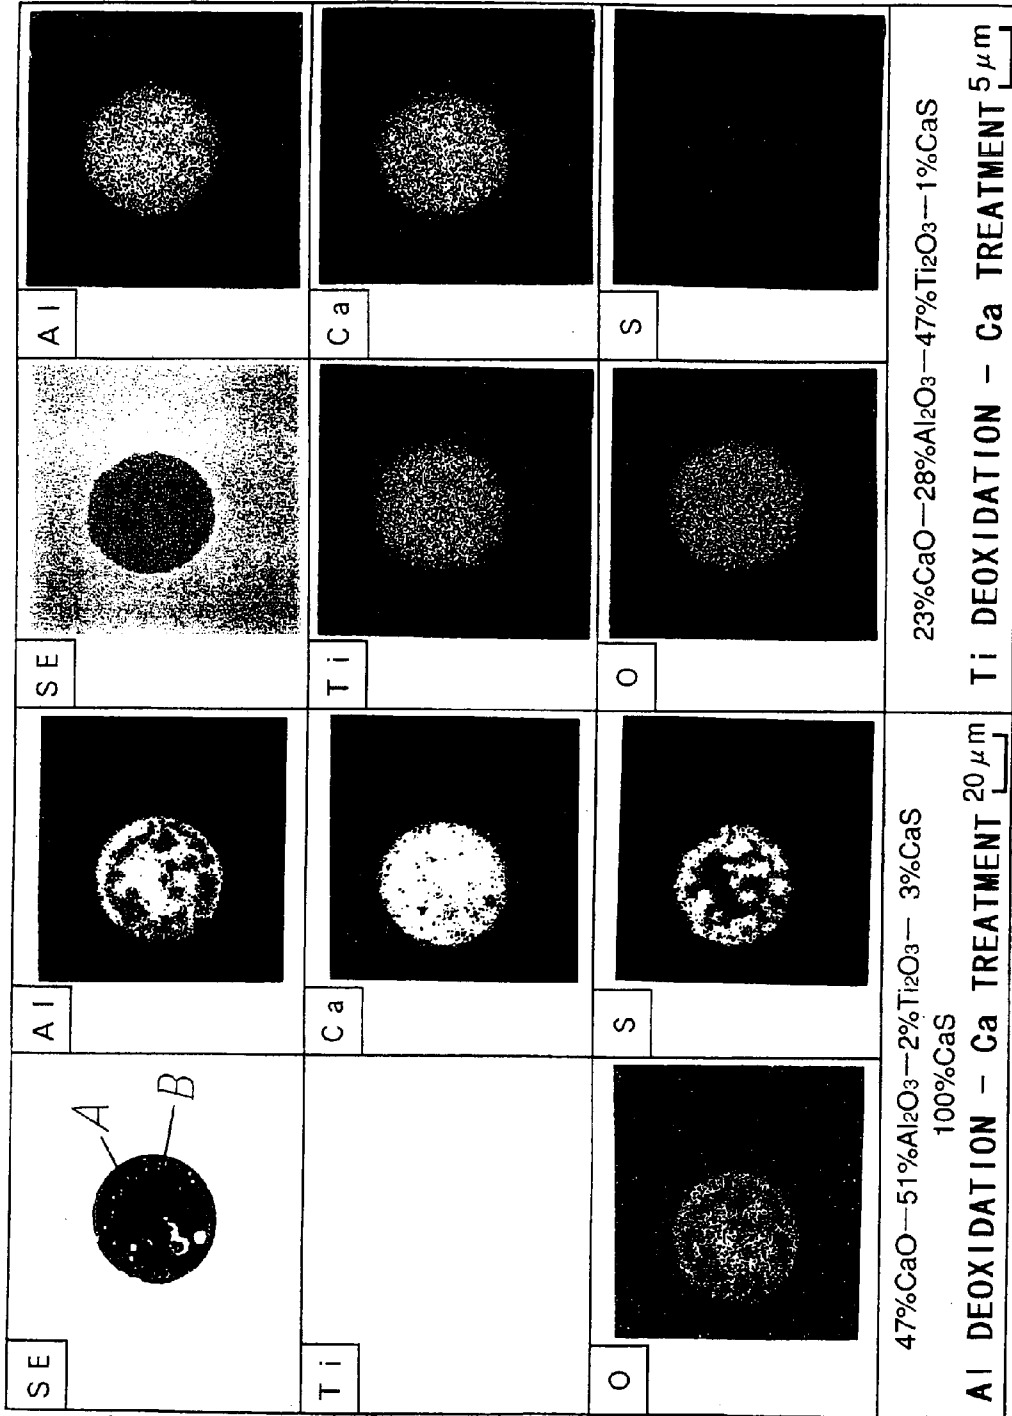 SE
A
B
Al
SE
Al
Ti
Ca
Ti
Ca
O
S
O
S
47%CaO—51%Al2O3—2%Ti2O3— 3%CaS
100%CaS
Al DEOXIDATION - Ca TREATMENT 20μm
23%CaO—28%Al2O3—47%Ti2O3—1%CaS
Ti DEOXIDATION - Ca TREATMENT 5μm